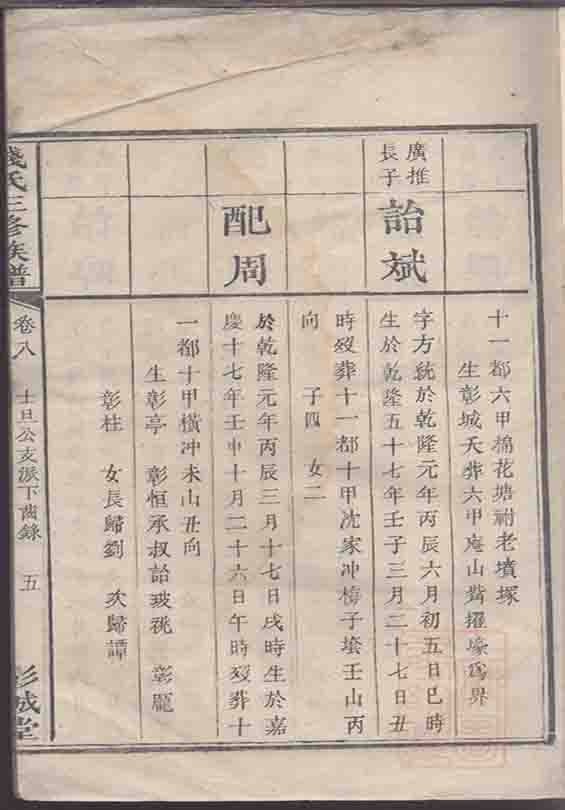 十一都六甲棉花塘祔老墳塚
生彰城夭葬六甲庵山觜擢壕爲界
廣推
長子
詒斌
字方統於乾隆元年丙辰六月初五日巳時
生於乾隆五十七年壬子三月二十七日丑
時歿葬十一都十甲沈家冲梅子塘壬山丙
向 子四 女二
配周
於乾隆元年丙辰三月十七日戌時生於嘉
慶十七年壬申十月二十六日午時歿葬十
一都十甲橫冲未山丑向
生彰亭 彰恒承叔詒玻祧 彰龎
彰柱 女長歸劉 次歸譚
錢氏三修族譜
卷八
士旦公支派下齒錄
五
彭城堂